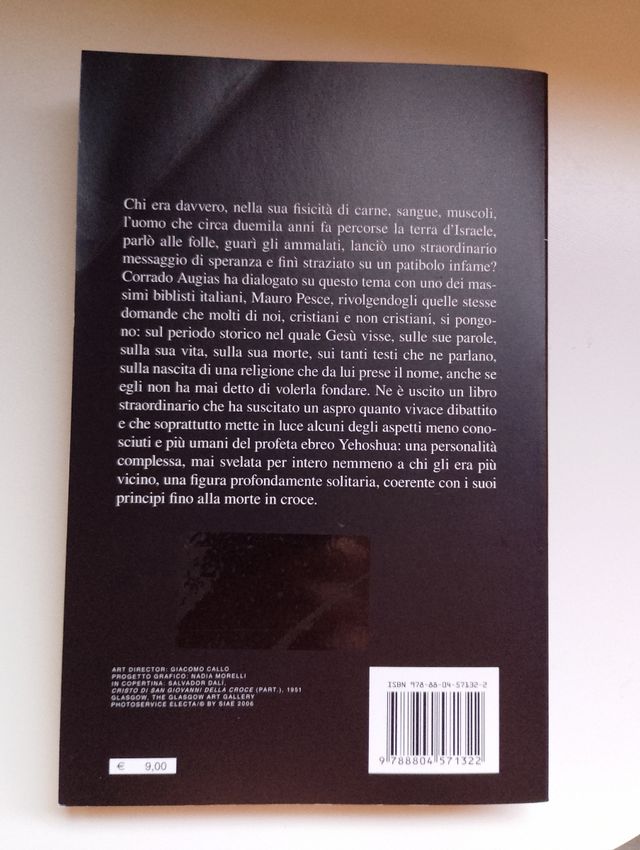 Chi era davvero, nella sua fisicità di carne, sangue, muscoli,
l'uomo che circa duemila anni fa percorse la terra d'Israele,
parlò alle folle, guarì gli ammalati, lanciò uno straordinario
messaggio di speranza e finì straziato su un patibolo infame?
Corrado Augias ha dialogato su questo tema con uno dei mas-
simi biblisti italiani, Mauro Pesce, rivolgendogli quelle stesse
domande che molti di noi, cristiani e non cristiani, si pongo-
no: sul periodo storico nel quale Gesù visse, sulle sue parole,
sulla sua vita, sulla sua morte, sui tanti testi che ne parlano,
sulla nascita di una religione che da lui prese il nome, anche se
egli non ha mai detto di volerla fondare. Ne è uscito un libro
straordinario che ha suscitato un aspro quanto vivace dibattito
e che soprattutto mette in luce alcuni degli aspetti meno cono-
sciuti e più umani del profeta ebreo Yehoshua: una personalità
complessa, mai svelata per intero nemmeno a chi gli era più
vicino, una figura profondamente solitaria, coerente con i suoi
principi fino alla morte in croce.
ART DIRECTOR: GIACOMO CALLO
PROGETTO GRAFICO: NADIA MORELLI
IN COPERTINA: SALVADOR DALÍ,
CRISTO DI SAN GIOVANNI DELLA CROCE (PART.), 1951
GLASGOW, THE GLASGOW ART GALLERY
PHOTOSERVICE ELECTA/© BY SIAE 2006
€ 9,00
ISBN 978-88-04-57132-2
9 788804 571322